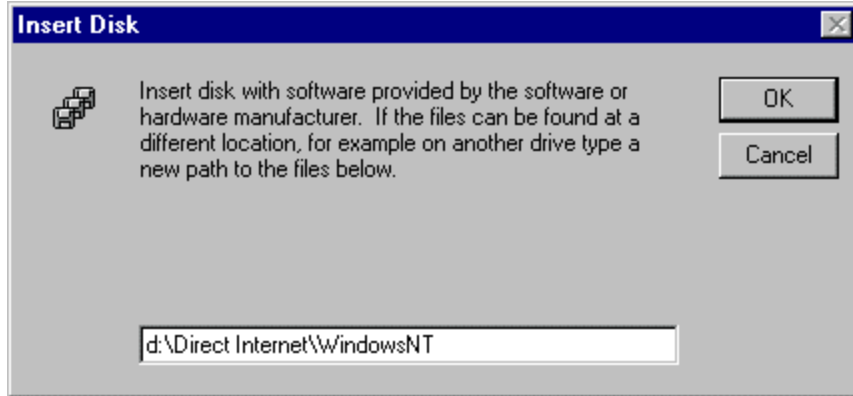 Insert Disk
Insert disk with software provided by the software or
hardware manufacturer.  If the files can be found at a
different location, for example on another drive type a
new path to the files below.
OK
Cancel
d:\Direct Internet\WindowsNT